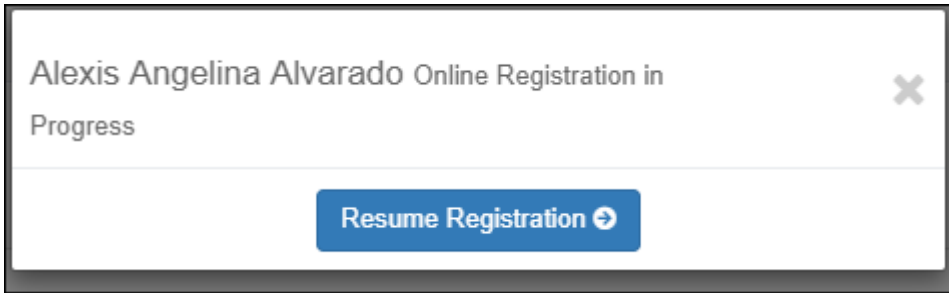 Alexis Angelina Alvarado Online Registration in
Progress
Resume Registration